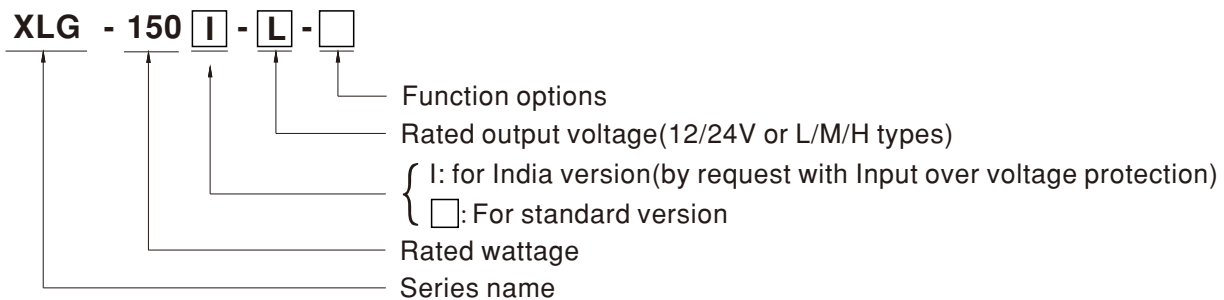 XLG - 150 I - L - □
Function options
Rated output voltage(12/24V or L/M/H types)
I: for India version(by request with Input over voltage protection)
□: For standard version
Rated wattage
Series name